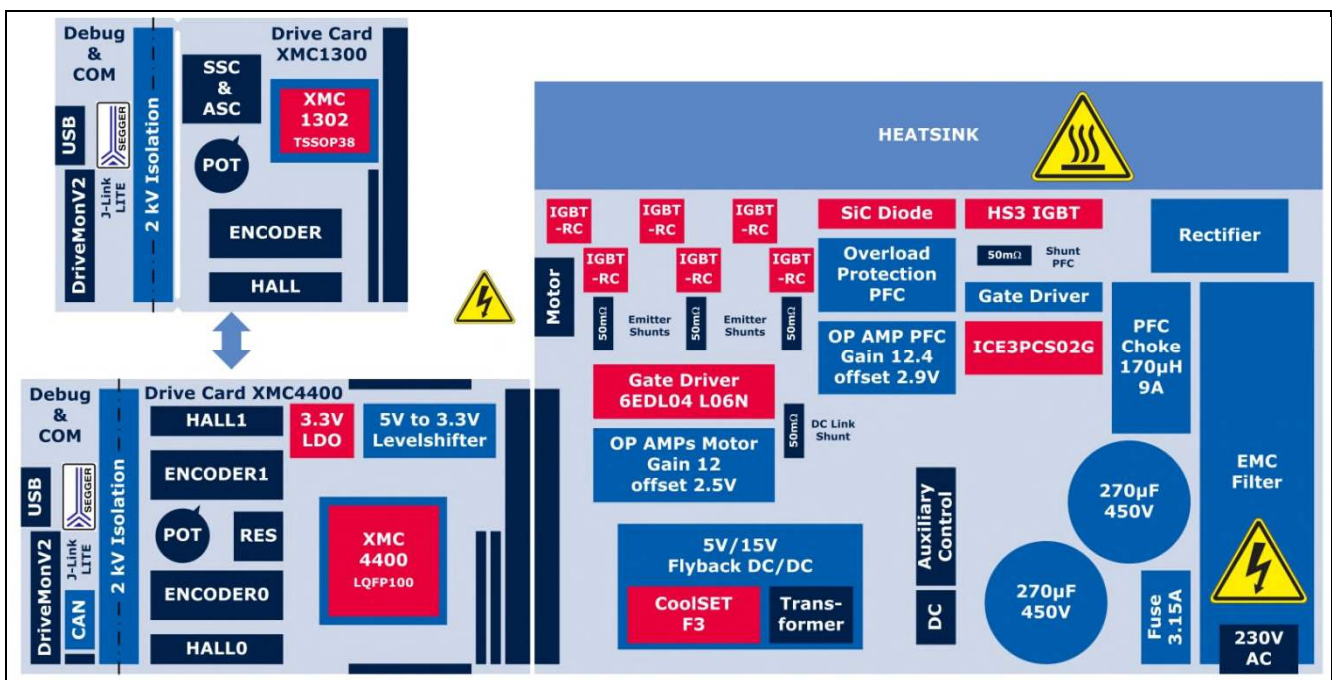 Debug
&
COM
USB
SEGGER
J-Link
LITE
DriveMonV2
2 kV Isolation
Drive Card
XMC1300
SSC
&
ASC
XMC
1302
TSSOP38
POT
ENCODER
HALL
Debug
&
COM
USB
SEGGER
J-Link
LITE
DriveMonV2
CAN
2 kV Isolation
Drive Card XMC4400
HALL1
3.3V
LDO
5V to 3.3V
Levelshifter
ENCODER1
POT
RES
XMC
4400
LQFP100
ENCODER0
HALL0
HEATSINK
IGBT
-RC
IGBT
-RC
IGBT
-RC
IGBT
-RC
IGBT
-RC
IGBT
-RC
Motor
50mΩ
Emitter
Shunts
50mΩ
Emitter
Shunts
50mΩ
Gate Driver
6EDL04 L06N
OP AMPs Motor
Gain 12
offset 2.5V
50mΩ
DC Link
Shunt
SiC Diode
Overload
Protection
PFC
OP AMP PFC
Gain 12.4
offset 2.9V
HS3 IGBT
50mΩ
Shunt
PFC
Gate Driver
ICE3PCS02G
Rectifier
PFC
Choke
170µH
9A
EMC
Filter
5V/15V
Flyback DC/DC
CoolSET
F3
Trans-
former
Auxiliary
Control
DC
270µF
450V
270µF
450V
Fuse
3.15A
230V
AC